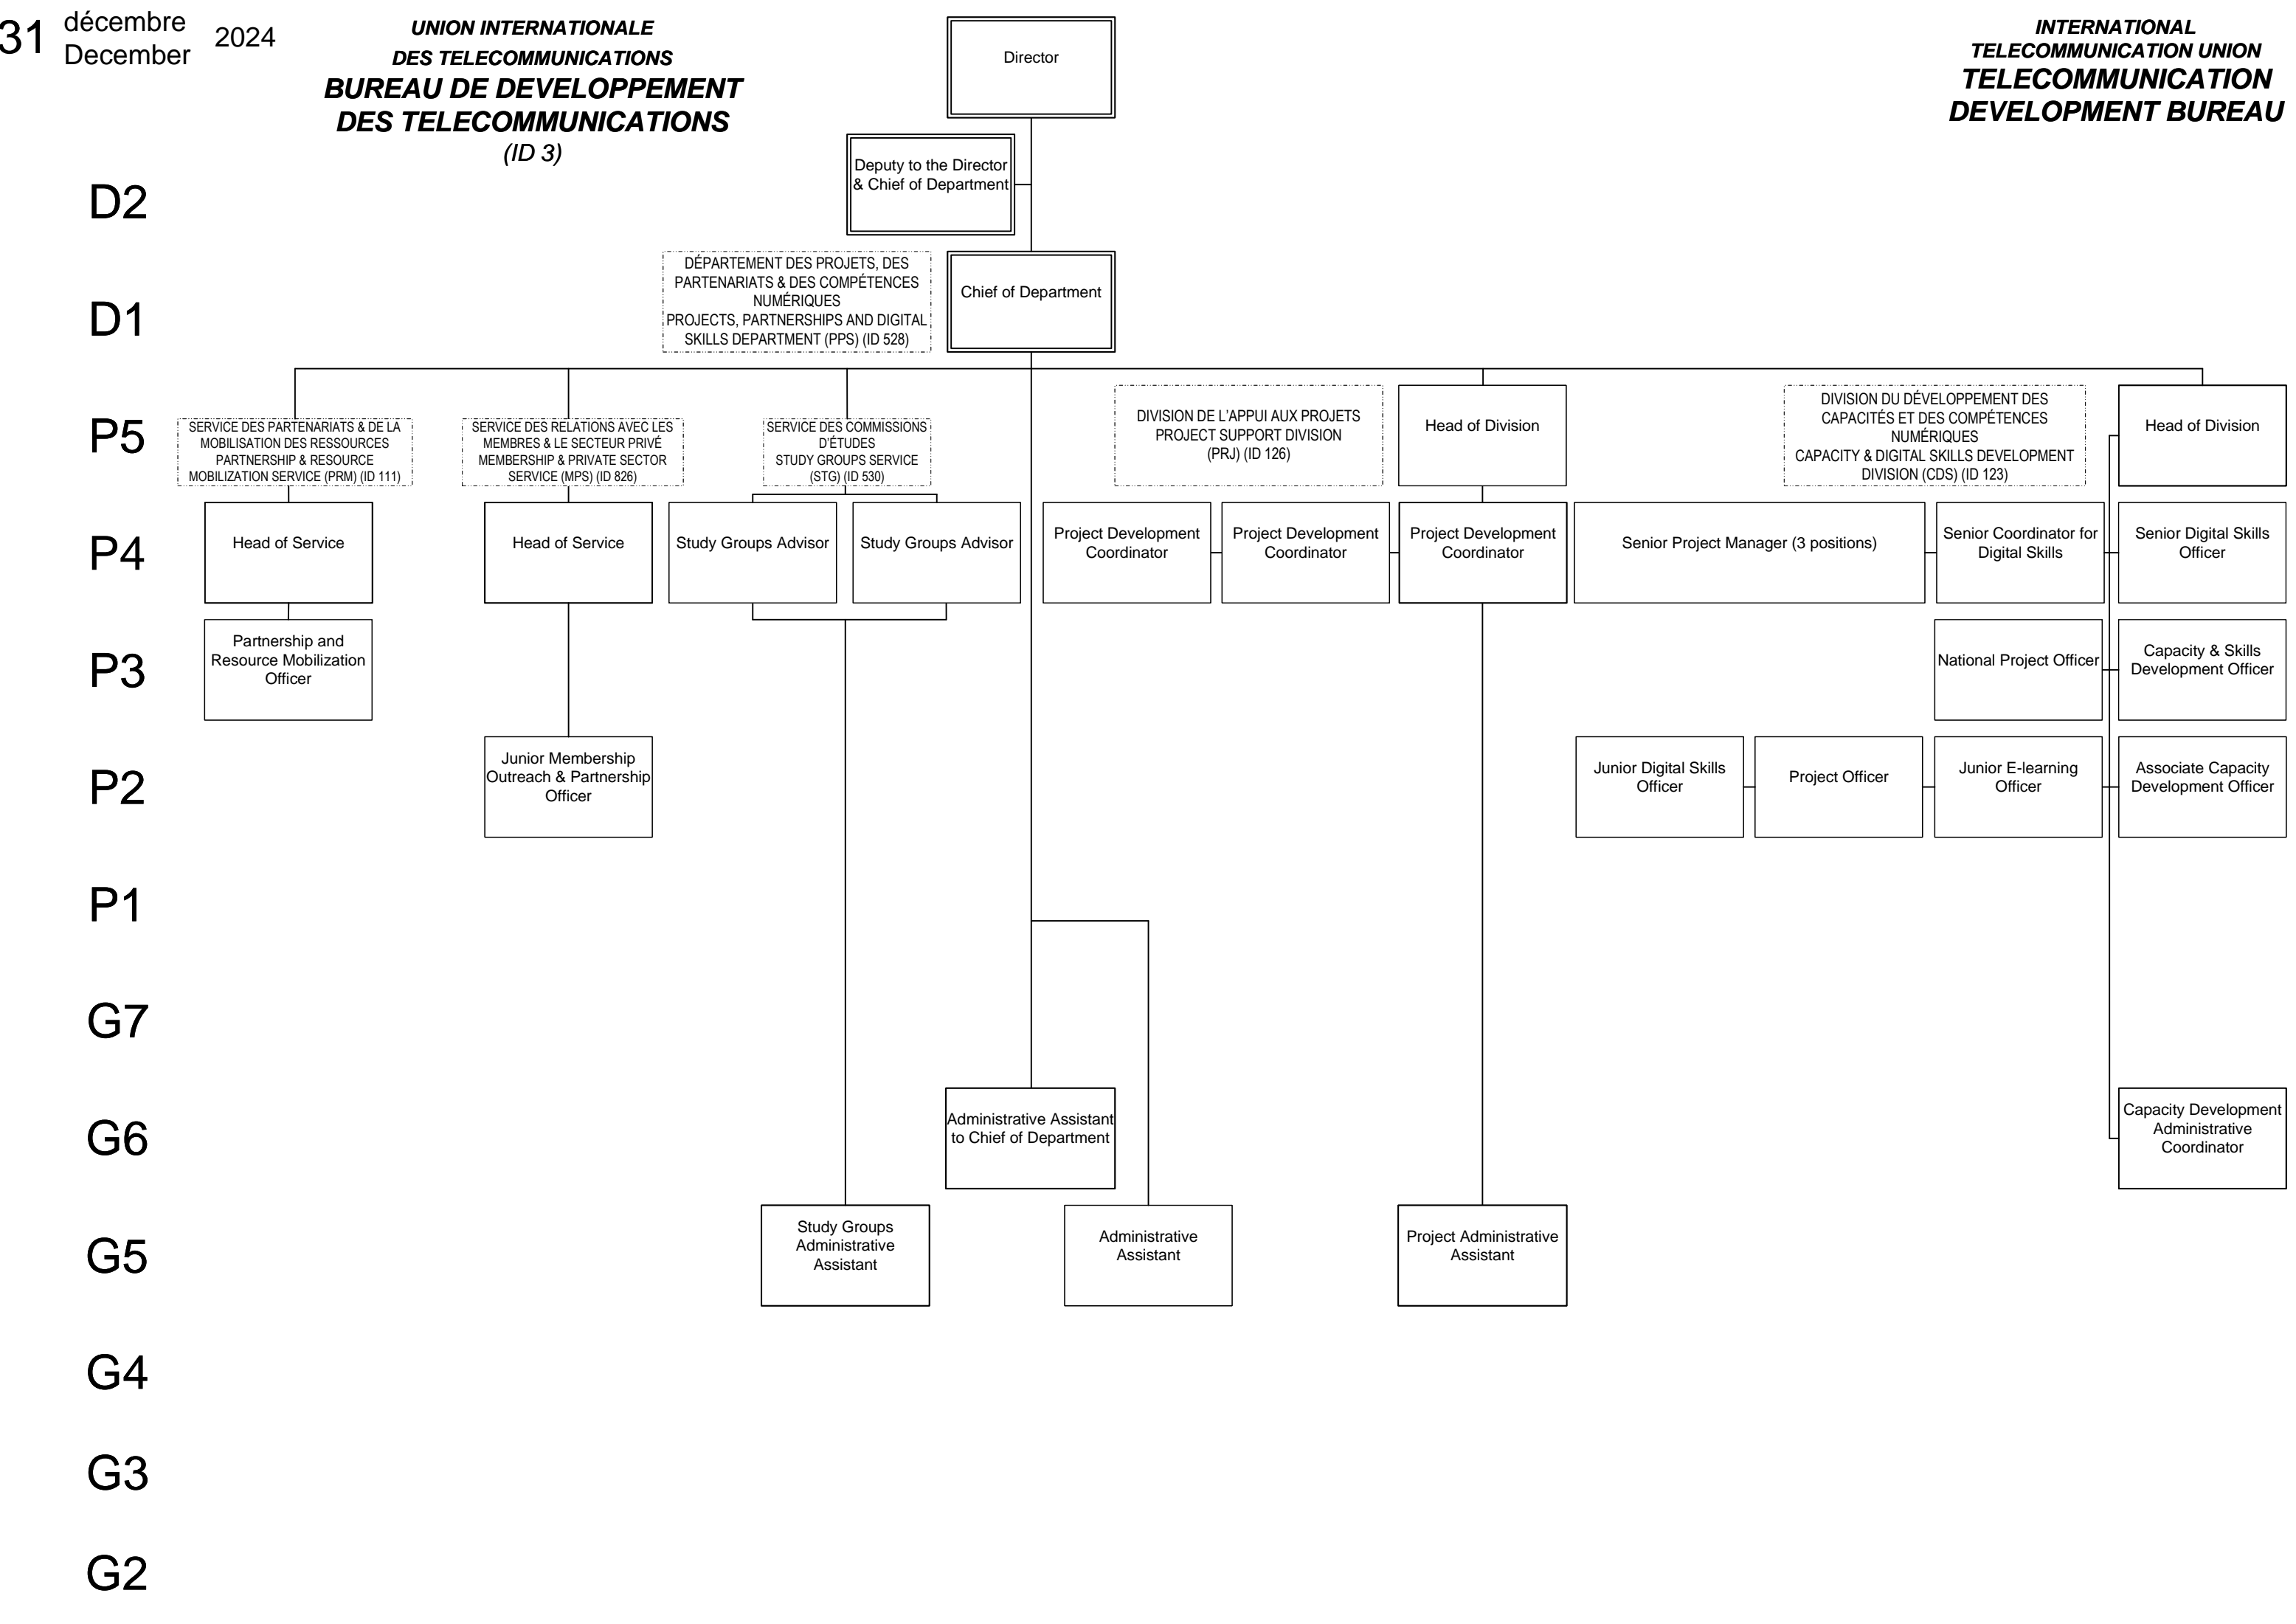 31 décembre
December 2024
UNION INTERNATIONALE
DES TELECOMMUNICATIONS
BUREAU DE DEVELOPPEMENT
DES TELECOMMUNICATIONS
(ID 3)
INTERNATIONAL
TELECOMMUNICATION UNION
TELECOMMUNICATION
DEVELOPMENT BUREAU
Director
D2
Deputy to the Director
& Chief of Department
D1
DÉPARTEMENT DES PROJETS, DES
PARTENARIATS & DES COMPÉTENCES
NUMÉRIQUES
PROJECTS, PARTNERSHIPS AND DIGITAL
SKILLS DEPARTMENT (PPS) (ID 528)
Chief of Department
P5
SERVICE DES PARTENARIATS & DE LA
MOBILISATION DES RESSOURCES
PARTNERSHIP & RESOURCE
MOBILIZATION SERVICE (PRM) (ID 111)
SERVICE DES RELATIONS AVEC LES
MEMBRES & LE SECTEUR PRIVÉ
MEMBERSHIP & PRIVATE SECTOR
SERVICE (MPS) (ID 826)
SERVICE DES COMMISSIONS
D'ÉTUDES
STUDY GROUPS SERVICE
(STG) (ID 530)
DIVISION DE L'APPUI AUX PROJETS
PROJECT SUPPORT DIVISION
(PRJ) (ID 126)
Head of Division
DIVISION DU DÉVELOPPEMENT DES
CAPACITÉS ET DES COMPÉTENCES
NUMÉRIQUES
CAPACITY & DIGITAL SKILLS DEVELOPMENT
DIVISION (CDS) (ID 123)
Head of Division
P4
Head of Service
Head of Service
Study Groups Advisor
Study Groups Advisor
Project Development
Coordinator
Project Development
Coordinator
Project Development
Coordinator
Senior Project Manager (3 positions)
Senior Coordinator for
Digital Skills
Senior Digital Skills
Officer
P3
Partnership and
Resource Mobilization
Officer
National Project Officer
Capacity & Skills
Development Officer
P2
Junior Membership
Outreach & Partnership
Officer
Junior Digital Skills
Officer
Project Officer
Junior E-learning
Officer
Associate Capacity
Development Officer
P1
G7
G6
Administrative Assistant
to Chief of Department
Capacity Development
Administrative
Coordinator
G5
Study Groups
Administrative
Assistant
Administrative
Assistant
Project Administrative
Assistant
G4
G3
G2